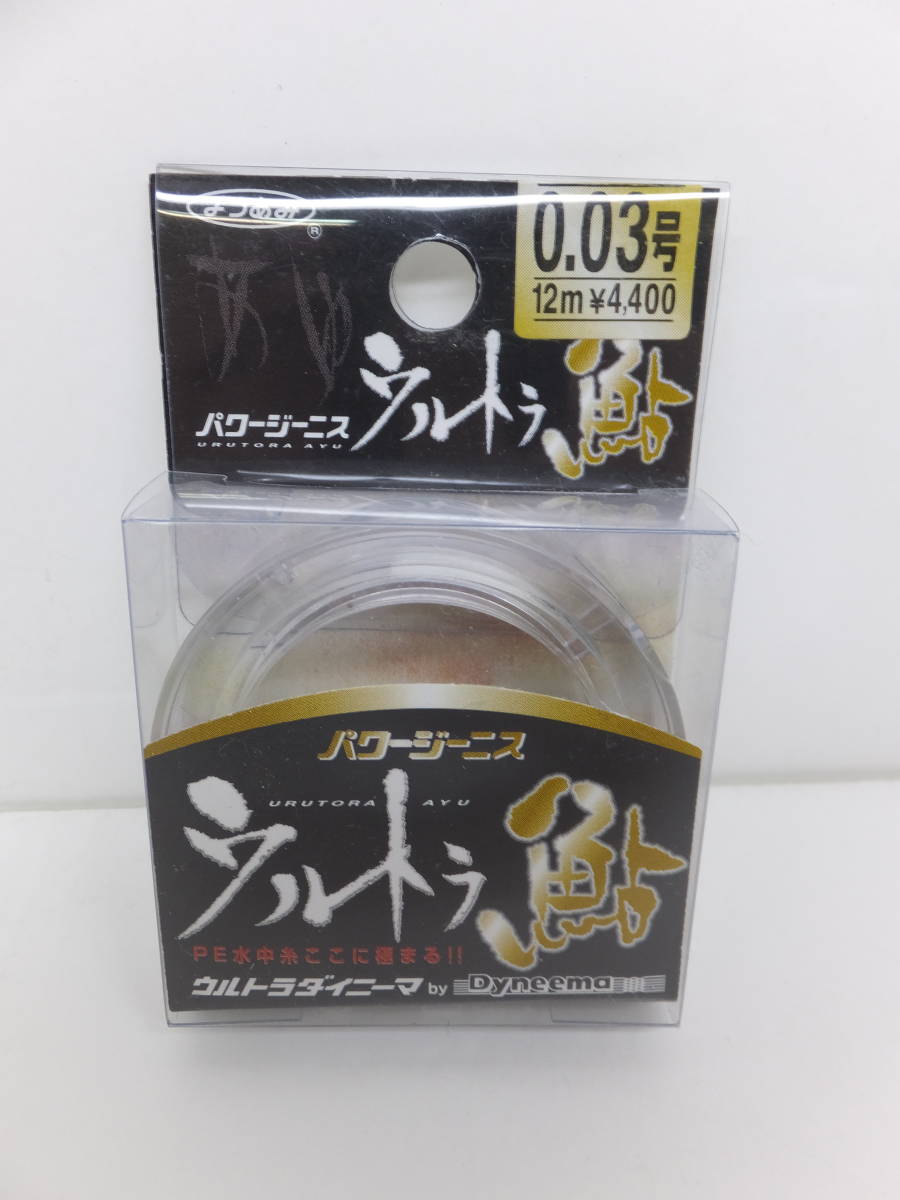 よつあみ
®
0.03号
12m ¥4,400
あゆ
パワージーニス
URUTORA AYU
ウルトラ鮎
パワージーニス
URUTORA AYU
ウルトラ鮎
PE水中糸ここに極まる!!
ウルトラダイニーマ by Dyneema